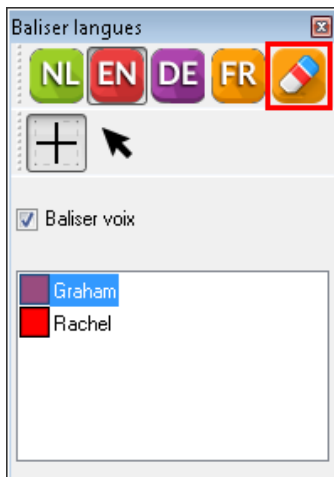 Baliser langues
NL EN DE FR
Baliser voix
Graham
Rachel